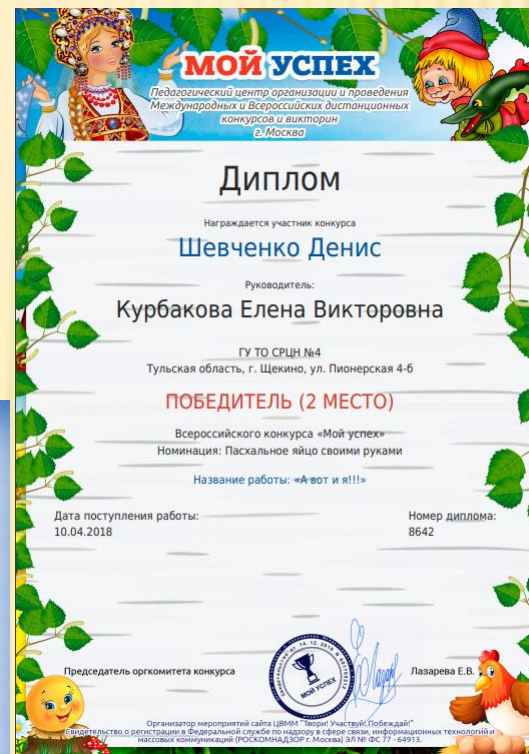 МОЙ УСПЕХ
Педагогический центр организации и проведения
Международных и Всероссийских дистанционных
конкурсов и викторин
г. Москва
Диплом
Награждается участник конкурса
Шевченко Денис
Руководитель:
Курбакова Елена Викторовна
ГУ ТО СРЦН №4
Тульская область, г. Щекино, ул. Пионерская 4-б
ПОБЕДИТЕЛЬ (2 МЕСТО)
Всероссийского конкурса «Мой успех»
Номинация: Пасхальное яйцо своими руками
Название работы: «А вот и я!!!»
Дата поступления работы:
10.04.2018
Номер диплома:
8642
Председатель оргкомитета конкурса
МОЙ УСПЕХ
Лазарева Е.В.
Организатор мероприятий сайта ЦВММ "Твори! Участвуй! Побеждай!"
Свидетельство о регистрации в Федеральной службе по надзору в сфере связи, информационных технологий и
массовых коммуникаций (РОСКОМНАДЗОР г. Москва) ЭЛ № ФС 77 - 64913.